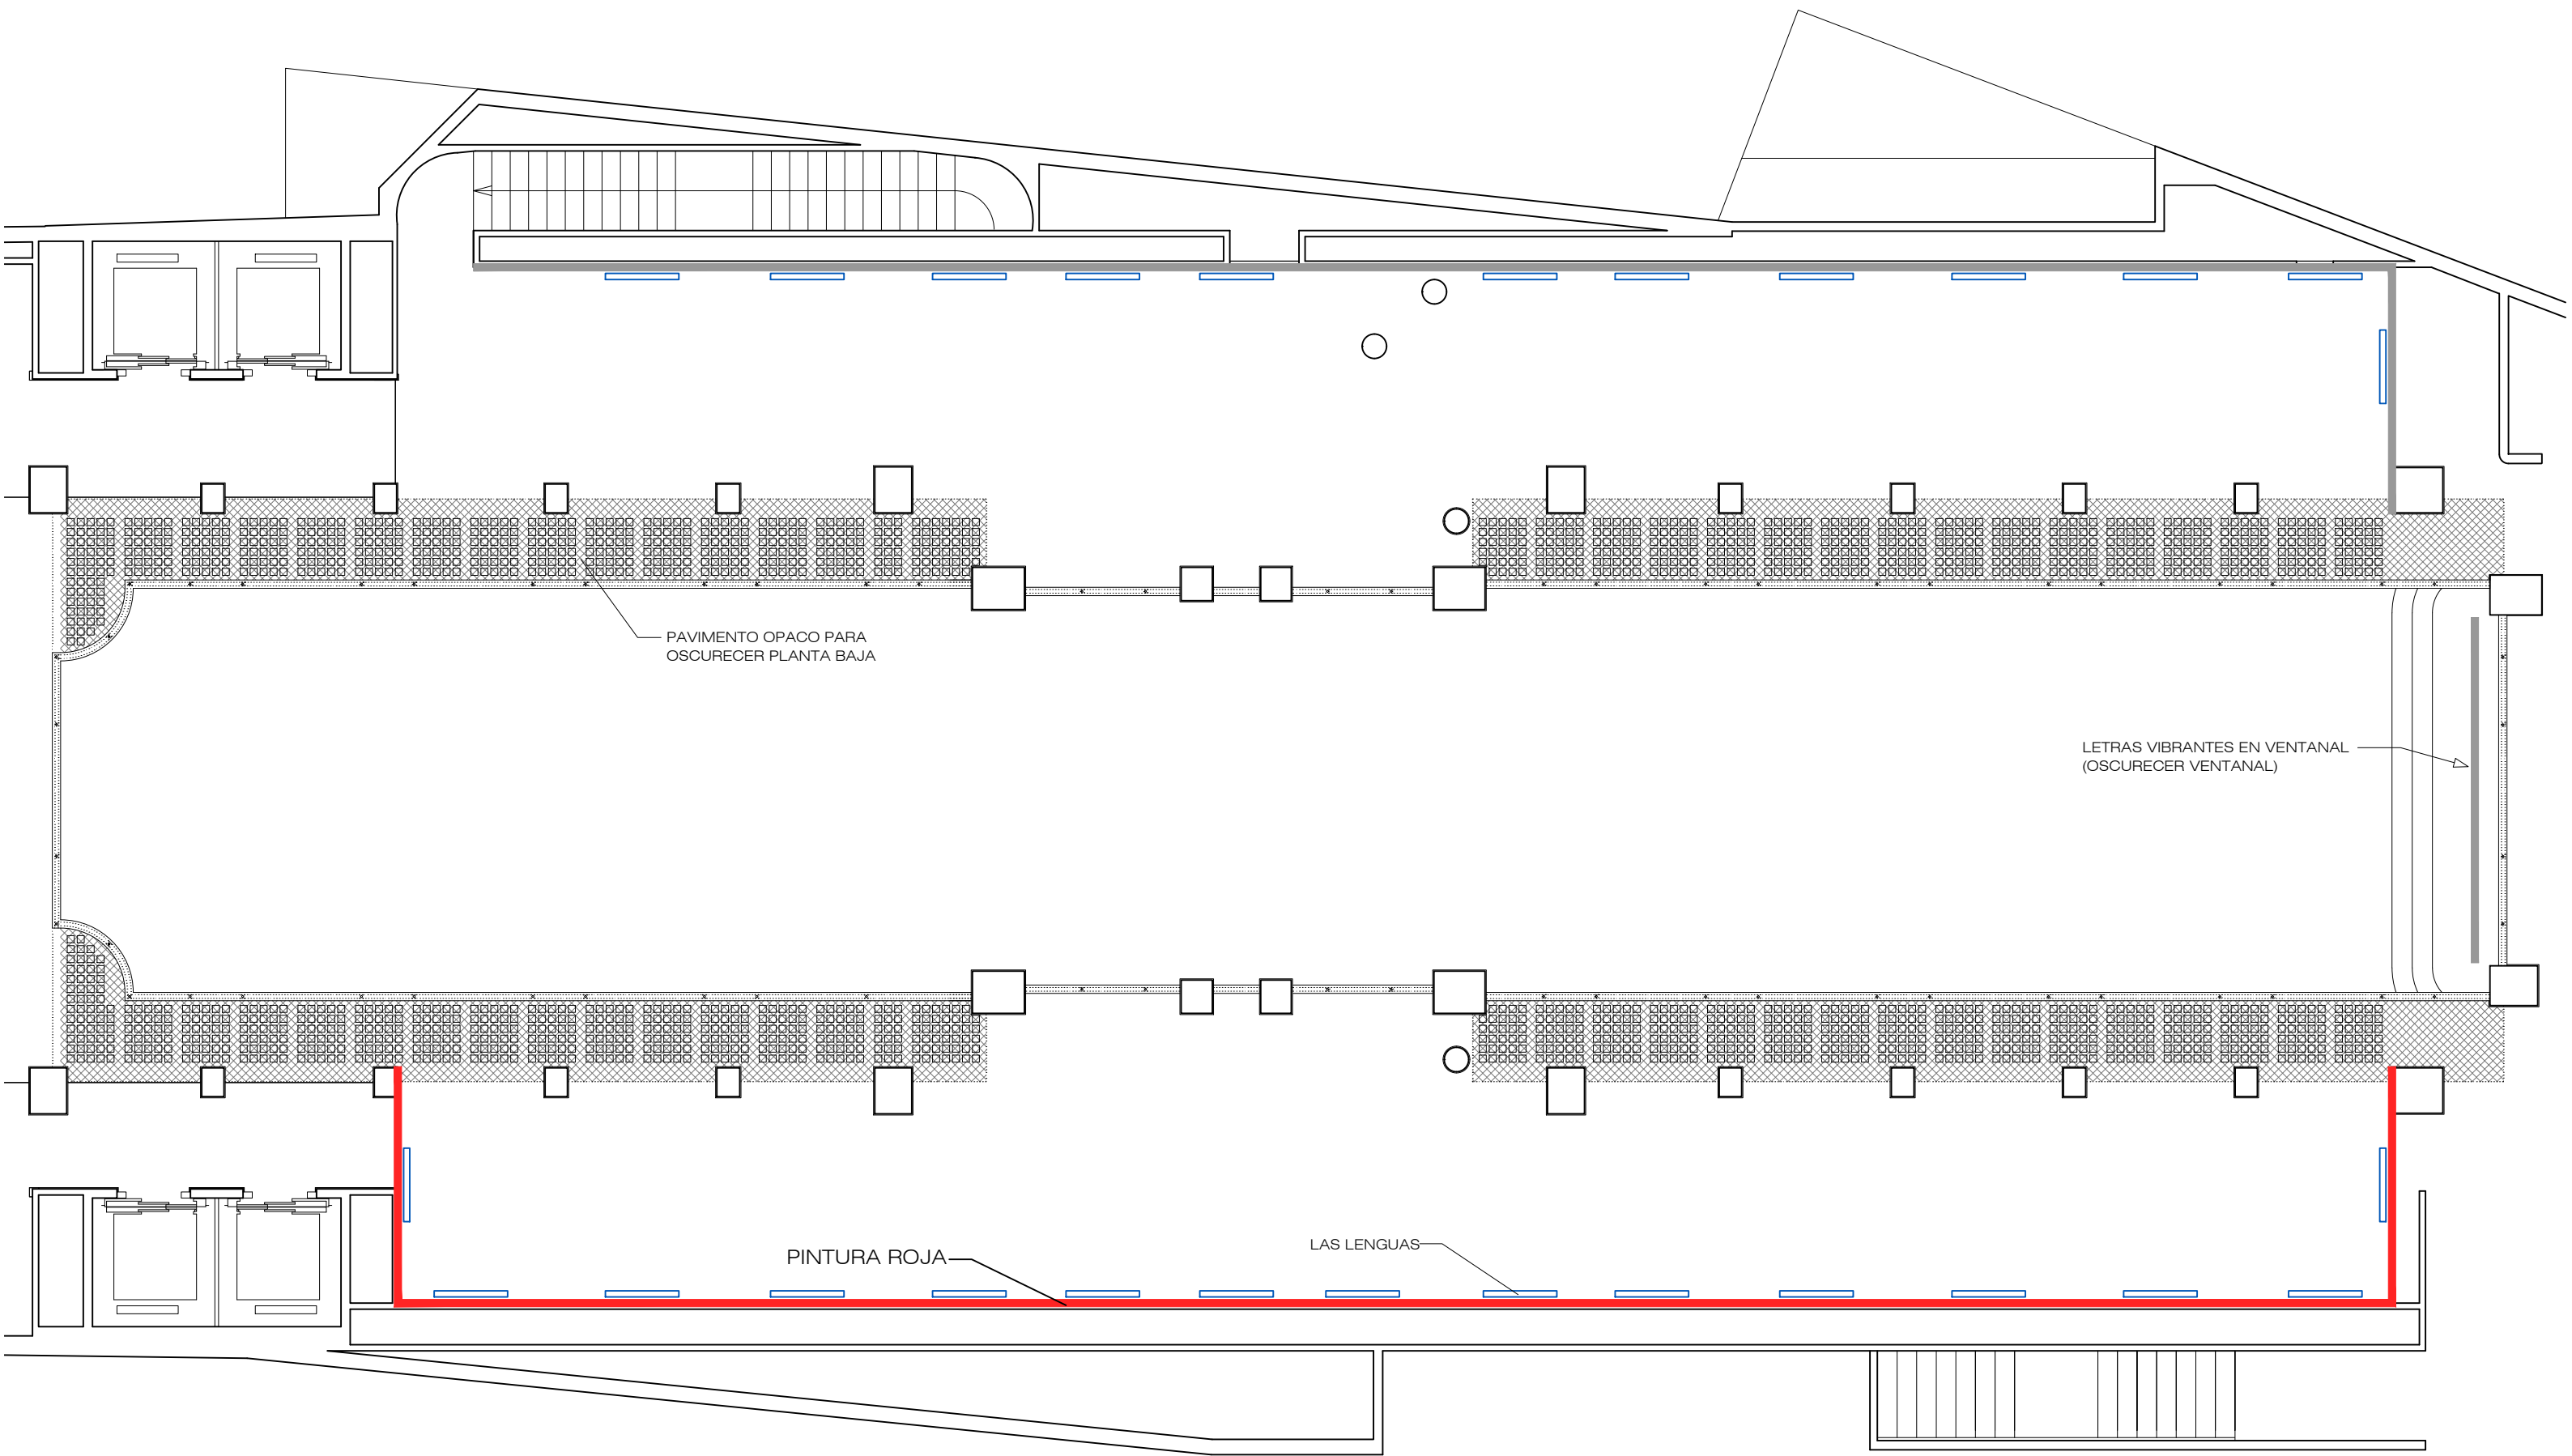 PAVIMENTO OPACO PARA
OSCURECER PLANTA BAJA
LETRAS VIBRANTES EN VENTANAL
(OSCURECER VENTANAL)
LAS LENGUAS
PINTURA ROJA